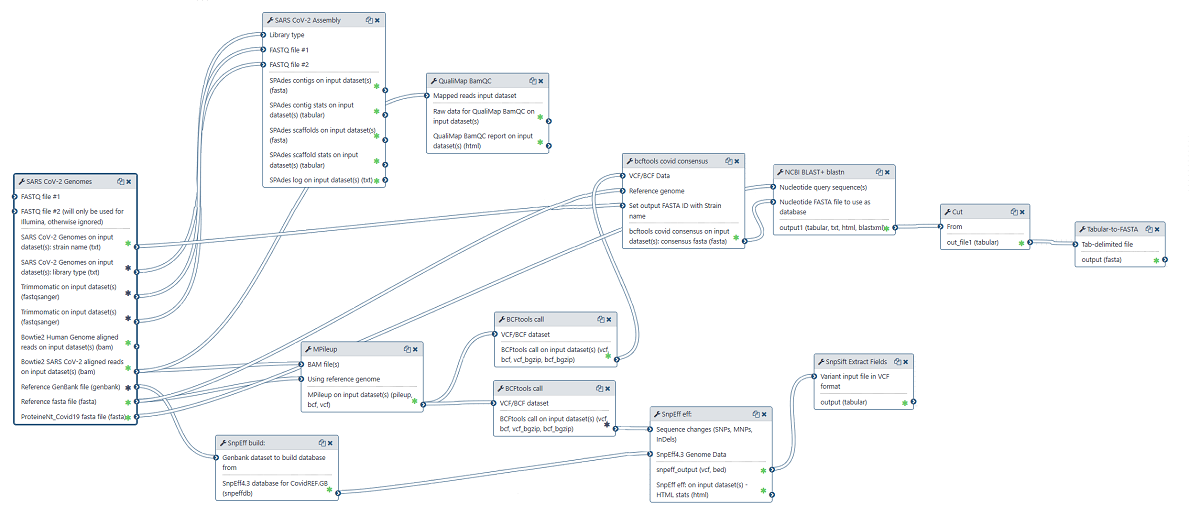 SARS CoV-2 Assembly
Library type
FASTQ file #1
FASTQ file #2
SPAdes contigs on input dataset(s)
(fasta)
SPAdes contig stats on input
dataset(s) (tabular)
SPAdes scaffolds on input dataset(s)
(fasta)
SPAdes scaffold stats on input
dataset(s) (tabular)
SPAdes log on input dataset(s) (txt)
QualiMap BamQC
Mapped reads input dataset
Raw data for QualiMap BamQC on
input dataset(s)
QualiMap BamQC report on input
dataset(s) (html)
SARS CoV-2 Genomes
FASTQ file #1
FASTQ file #2 (will only be used for
Illumina, otherwise ignored)
SARS CoV-2 Genomes on input
dataset(s): strain name (txt)
SARS CoV-2 Genomes on input
dataset(s): library type (txt)
Trimmomatic on input dataset(s)
(fastqsanger)
Trimmomatic on input dataset(s)
(fastqsanger)
Bowtie2 Human Genome aligned
reads on input dataset(s) (bam)
Bowtie2 SARS CoV-2 aligned reads
on input dataset(s) (bam)
Reference GenBank file (genbank)
Reference fasta file (fasta)
ProteineNt_Covid19 fasta file (fasta)
bcftools covid consensus
VCF/BCF Data
Reference genome
Set output FASTA ID with Strain
name
bcftools covid consensus on input
dataset(s): consensus fasta (fasta)
NCBI BLAST+ blastn
Nucleotide query sequence(s)
Nucleotide FASTA file to use as
database
output1 (tabular, txt, html, blastxml)
Cut
From
out_file1 (tabular)
Tabular-to-FASTA
Tab-delimited file
output (fasta)
MPileup
BAM file(s)
Using reference genome
MPileup on input dataset(s) (pileup,
bcf, vcf)
BCFtools call
VCF/BCF dataset
BCFtools call on input dataset(s) (vcf,
bcf, vcf_bgzip, bcf_bgzip)
BCFtools call
VCF/BCF dataset
BCFtools call on input dataset(s) (vcf,
bcf, vcf_bgzip, bcf_bgzip)
SnpSift Extract Fields
Variant input file in VCF
format
output (tabular)
SnpEff eff:
Sequence changes (SNPs, MNPs,
InDels)
SnpEff4.3 Genome Data
snpeff_output (vcf, bed)
SnpEff eff: on input dataset(s) -
HTML stats (html)
SnpEff build:
Genbank dataset to build database
from
SnpEff4.3 database for CovidREF.GB
(snpeffdb)